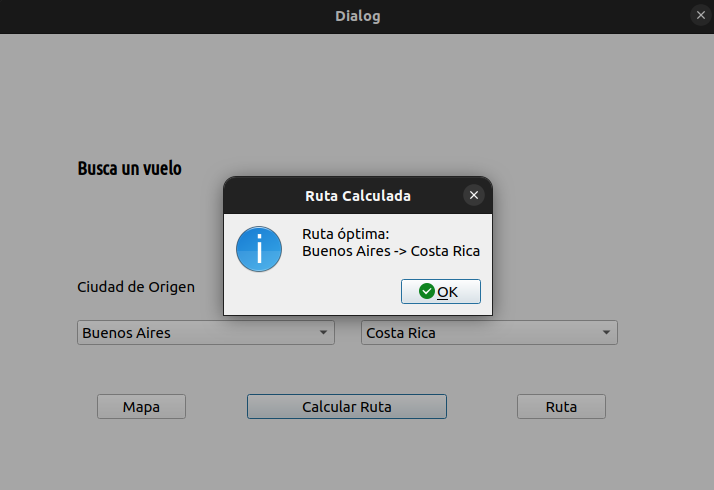 Dialog
Busca un vuelo
Ruta Calculada
Ruta óptima:
Buenos Aires -> Costa Rica
OK
Ciudad de Origen
Buenos Aires
Costa Rica
Mapa
Calcular Ruta
Ruta